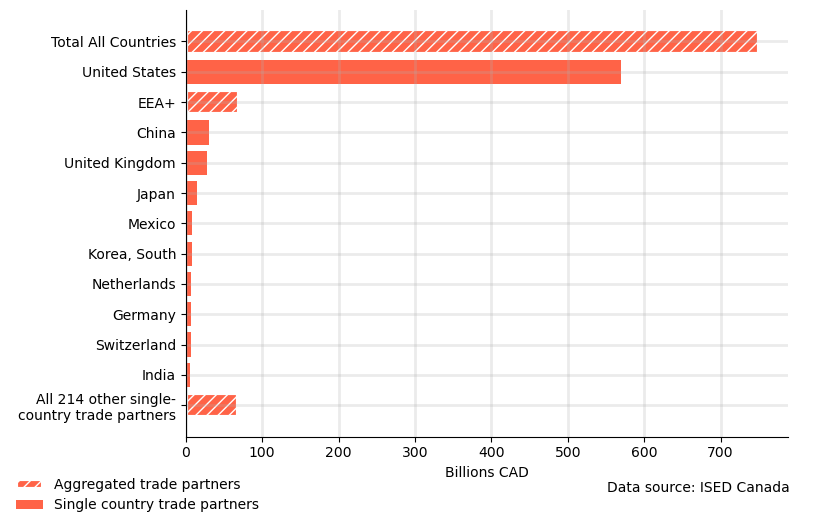 Total All Countries
United States
EEA+
China
United Kingdom
Japan
Mexico
Korea, South
Netherlands
Germany
Switzerland
India
All 214 other single-
country trade partners
0 100 200 300 400 500 600 700
Billions CAD
Aggregated trade partners
Single country trade partners
Data source: ISED Canada